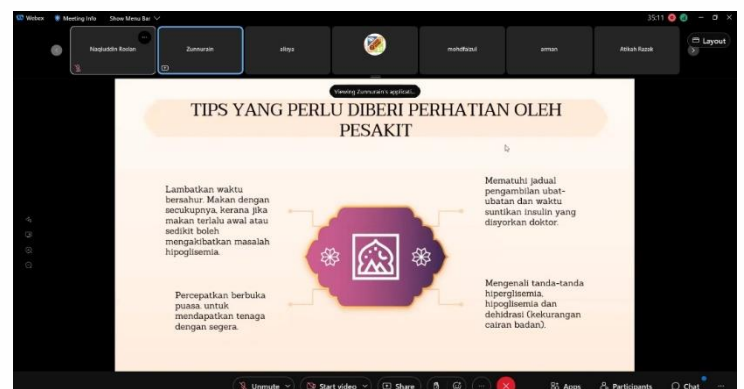 Webex
Meeting Info
Show Menu Bar
35:11
Naqiuddin Roslan
Zunnurain
alisya
mohdfaizul
arman
Atikah Razak
Layout
Viewing Zunnurain's applicati...
TIPS YANG PERLU DIBERI PERHATIAN OLEH
PESAKIT
Lambatkan waktu
bersahur. Makan dengan
secukupnya, kerana jika
makan terlalu awal atau
sedikit boleh
mengakibatkan masalah
hipoglisemia.
Percepatkan berbuka
puasa untuk
mendapatkan tenaga
dengan segera.
Mematuhi jadual
pengambilan ubat-
ubatan dan waktu
suntikan insulin yang
disyorkan doktor.
Mengenali tanda-tanda
hiperglisemia,
hipoglisemia dan
dehidrasi (kekurangan
cairan badan).
Unmute
Start video
Share
Apps
Participants
Chat